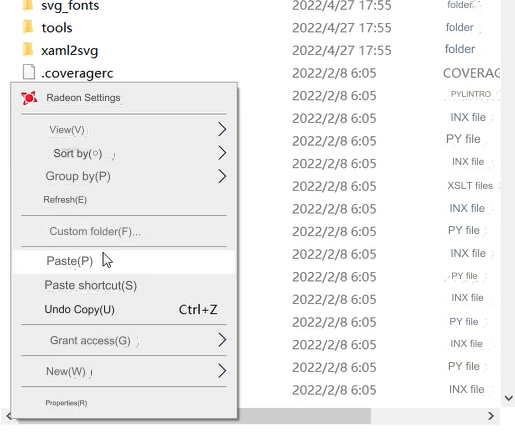 svg_fonts 2022/4/27 17:55 folder
tools 2022/4/27 17:55 folder
xaml2svg 2022/4/27 17:55 folder
.coveragerc 2022/2/8 6:05 COVERAG
Radeon Settings 2022/2/8 6:05 PYLINTRO
2022/2/8 6:05 INX file
View(V) 2022/2/8 6:05 PY file
Sort by(○) 2022/2/8 6:05 INX file
Group by(P) 2022/2/8 6:05 XSLT files
Refresh(E) 2022/2/8 6:05 INX file
Custom folder(F)... 2022/2/8 6:05 PY file
2022/2/8 6:05 INX file
Paste(P) 2022/2/8 6:05 PY file
Paste shortcut(S) 2022/2/8 6:05 INX file
Undo Copy(U) Ctrl+Z 2022/2/8 6:05 PY file
Grant access(G) 2022/2/8 6:05 INX file
New(W) 2022/2/8 6:05 PY file
2022/2/8 6:05 INX file
Properties(R)